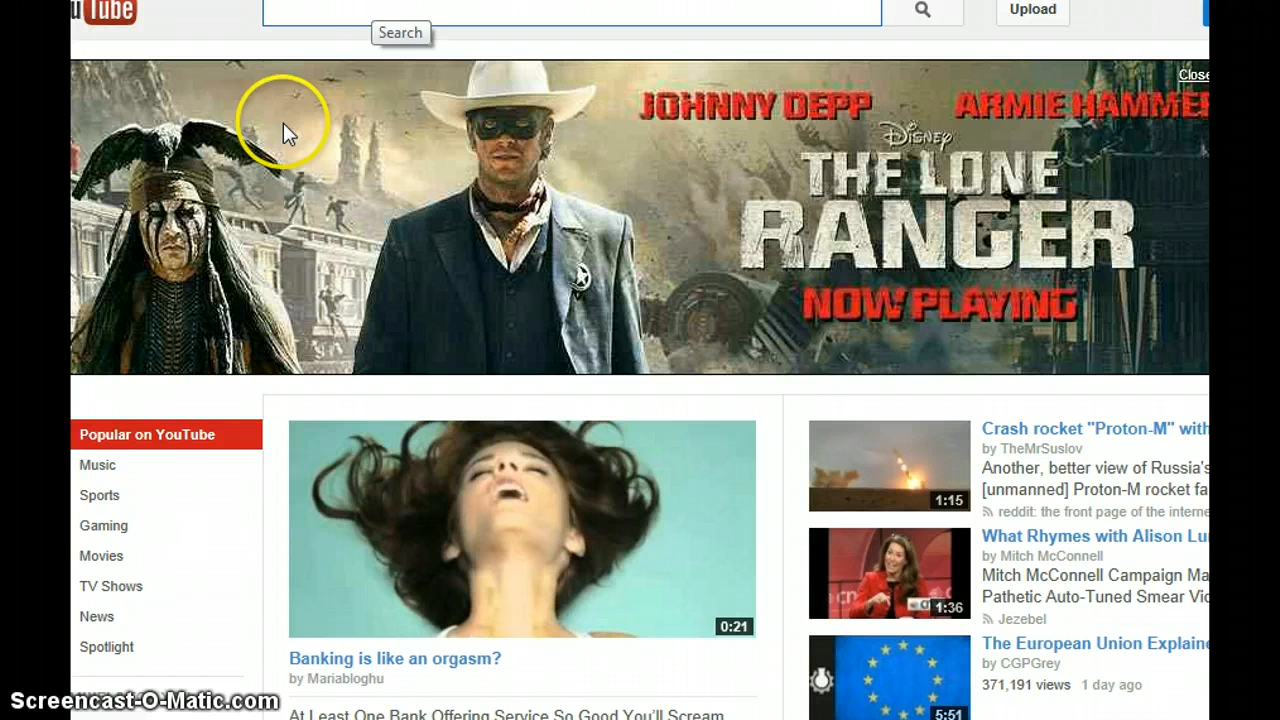 uTube
Upload
Search
Close
JOHNNY DEPP
ARMIE HAMMER
DISNEY
THE LONE
RANGER
NOW PLAYING
Popular on YouTube
Music
Sports
Gaming
Movies
TV Shows
News
Spotlight
0:21
Banking is like an orgasm?
by Mariabloghu
At Least One Bank Offering Service So Good You'll Scream
1:15
Crash rocket "Proton-M" with
by TheMrSuslov
Another, better view of Russia's
[unmanned] Proton-M rocket fa
reddit: the front page of the interne
1:36
What Rhymes with Alison Lu
by Mitch McConnell
Mitch McConnell Campaign Ma
Pathetic Auto-Tuned Smear Vid
Jezebel
5:51
The European Union Explaine
by CGPGrey
371,191 views 1 day ago
Screencast-O-Matic.com